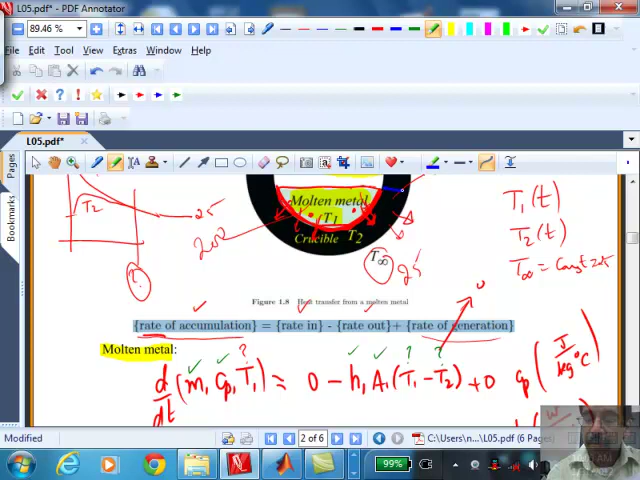 L05.pdf* - PDF Annotator
89.46 %
File Edit Tool View Extras Window Help
L05.pdf* ×
Pages
Bookmarks
T2
25
200
Molten metal
T1
Crucible T2
T∞
25
?
T1(t)
T2(t)
T∞ = Const = 25
Figure 1.8 Heat transfer from a molten metal
{rate of accumulation} = {rate in} - {rate out}+ {rate of generation}
Molten metal:
d/dt (m1 Cp1 T1) = 0 - h1 A1 (T1 - T2) + 0
cp (J/kg°C)
Modified
2 of 6
C:\Users\n...\L05.pdf (6 Pages)
99%